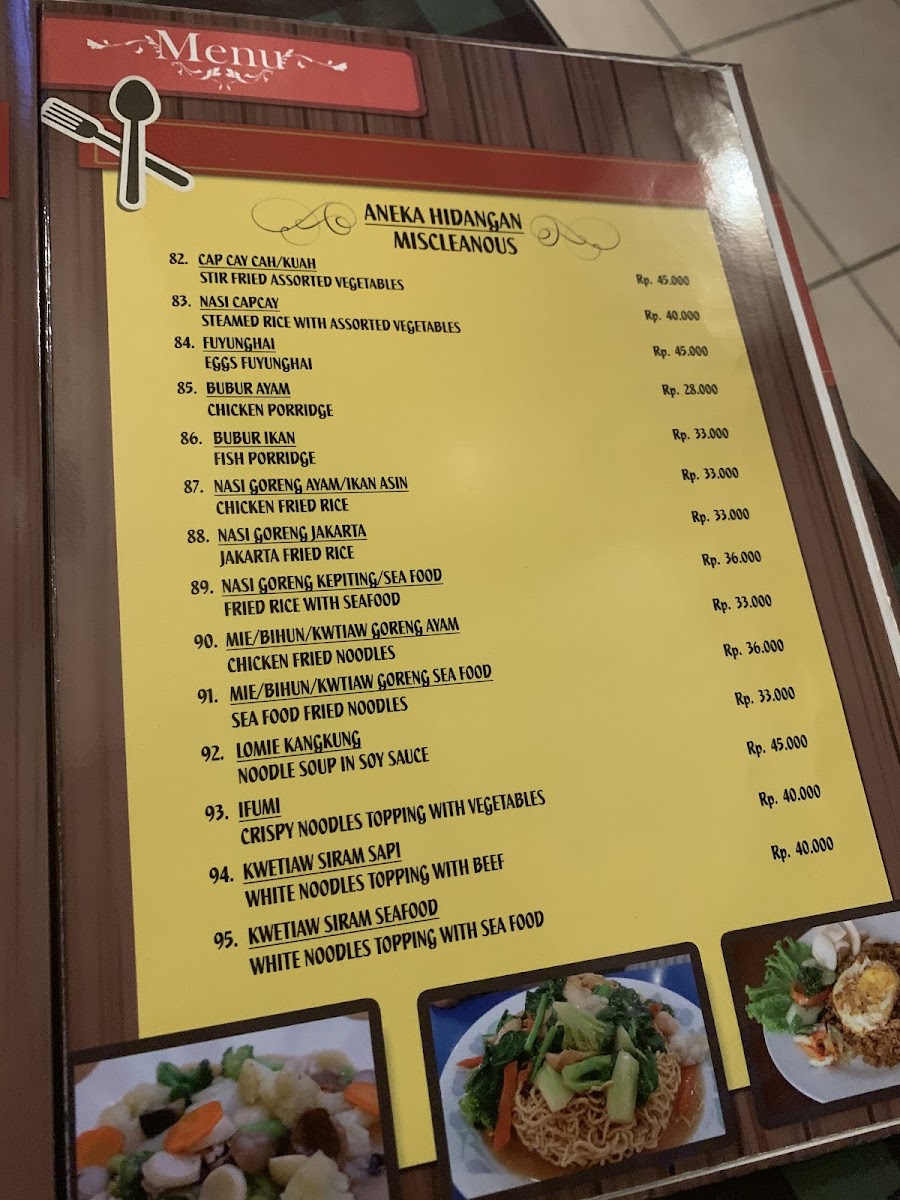 Menu
ANEKA HIDANGAN
MISCLEANOUS
82. CAP CAY CAH/KUAH
STIR FRIED ASSORTED VEGETABLES Rp. 45.000
83. NASI CAPCAY
STEAMED RICE WITH ASSORTED VEGETABLES Rp. 40.000
84. FUYUNGHAI
EGGS FUYUNGHAI Rp. 45.000
85. BUBUR AYAM
CHICKEN PORRIDGE Rp. 28.000
86. BUBUR IKAN
FISH PORRIDGE Rp. 33.000
87. NASI GORENG AYAM/IKAN ASIN
CHICKEN FRIED RICE Rp. 33.000
88. NASI GORENG JAKARTA
JAKARTA FRIED RICE Rp. 33.000
89. NASI GORENG KEPITING/SEA FOOD
FRIED RICE WITH SEAFOOD Rp. 36.000
90. MIE/BIHUN/KWTIAW GORENG AYAM
CHICKEN FRIED NOODLES Rp. 33.000
91. MIE/BIHUN/KWTIAW GORENG SEA FOOD
SEA FOOD FRIED NOODLES Rp. 36.000
92. LOMIE KANGKUNG
NOODLE SOUP IN SOY SAUCE Rp. 33.000
93. IFUMI
CRISPY NOODLES TOPPING WITH VEGETABLES Rp. 45.000
94. KWETIAW SIRAM SAPI
WHITE NOODLES TOPPING WITH BEEF Rp. 40.000
95. KWETIAW SIRAM SEAFOOD
WHITE NOODLES TOPPING WITH SEA FOOD Rp. 40.000